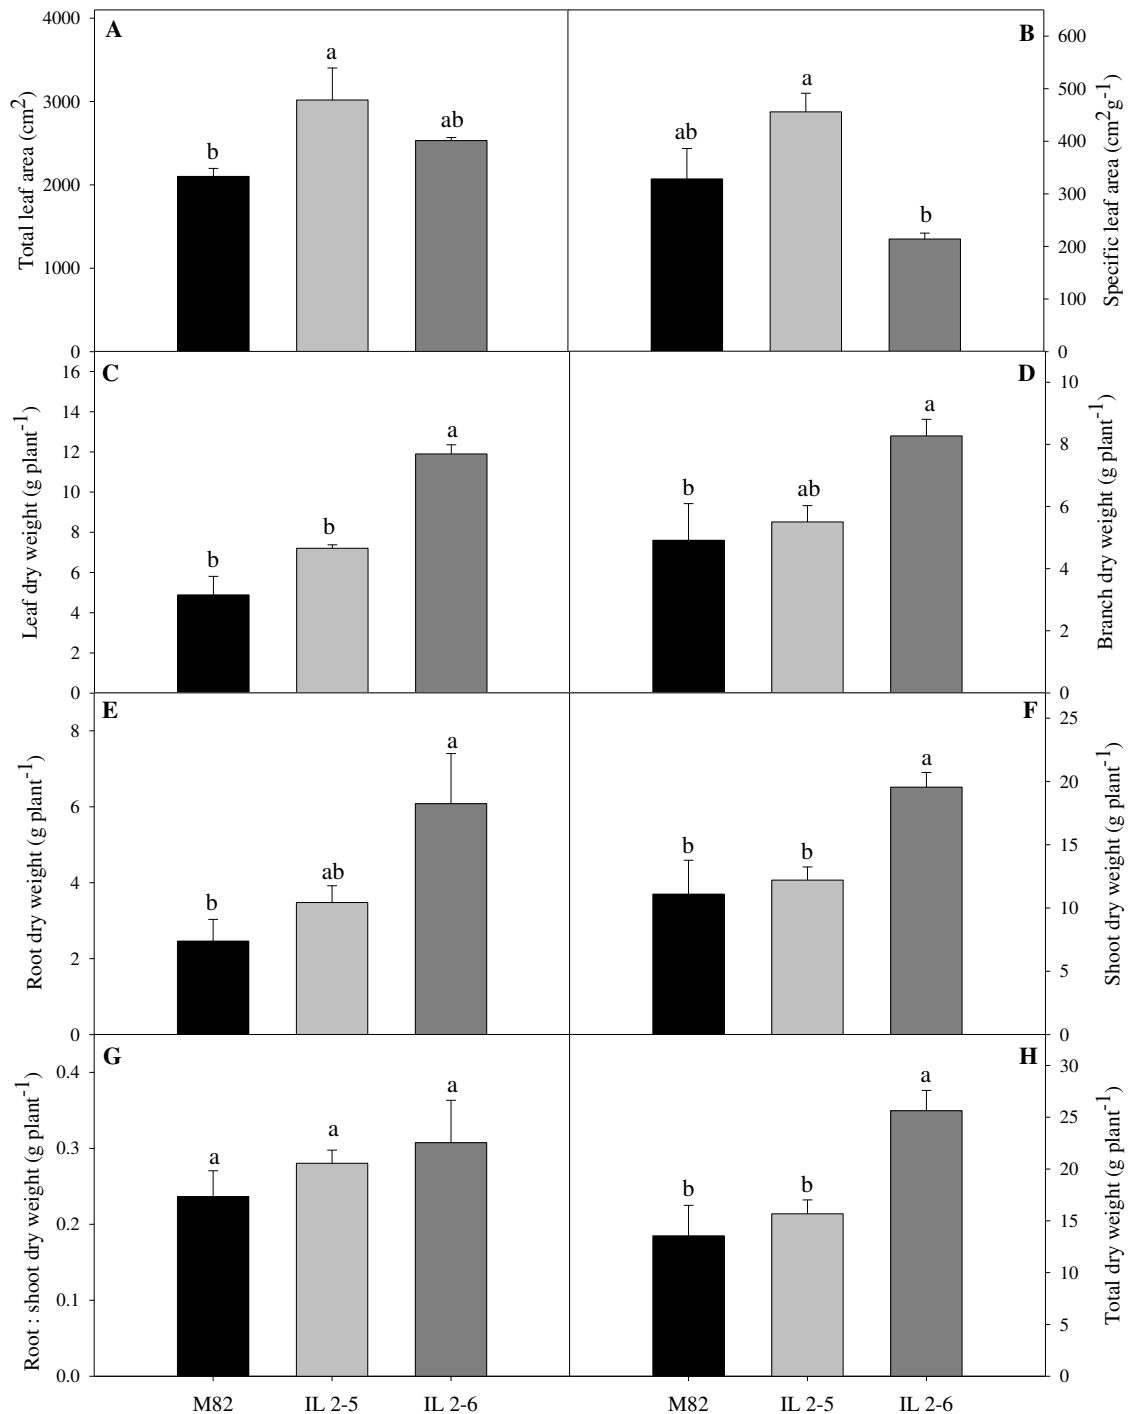 A
Total leaf area (cm2)
4000
3000
2000
1000
0
b
a
ab
B
Specific leaf area (cm2g-1)
600
500
400
300
200
100
0
ab
a
b
C
Leaf dry weight (g plant-1)
16
14
12
10
8
6
4
2
0
b
b
a
D
Branch dry weight (g plant-1)
10
8
6
4
2
0
b
ab
a
E
Root dry weight (g plant-1)
8
6
4
2
0
b
ab
a
F
Shoot dry weight (g plant-1)
25
20
15
10
5
0
b
b
a
G
Root : shoot dry weight (g plant-1)
0.4
0.3
0.2
0.1
0.0
a
a
a
H
Total dry weight (g plant-1)
30
25
20
15
10
5
0
b
b
a
M82 IL 2-5 IL 2-6 M82 IL 2-5 IL 2-6